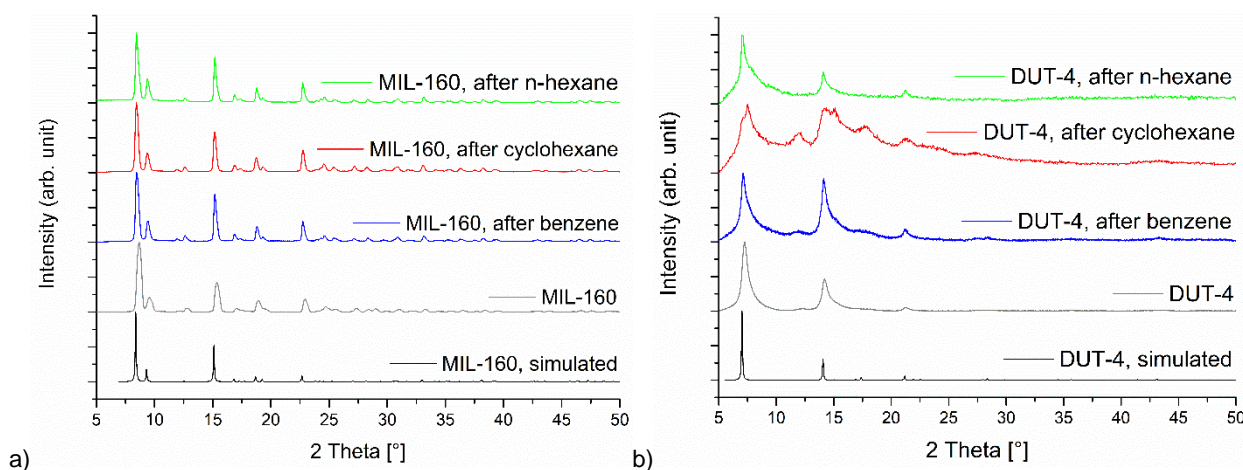 Intensity (arb. unit)
MIL-160, after n-hexane
MIL-160, after cyclohexane
MIL-160, after benzene
MIL-160
MIL-160, simulated
5 10 15 20 25 30 35 40 45 50
2 Theta [°]
a)
Intensity (arb. unit)
DUT-4, after n-hexane
DUT-4, after cyclohexane
DUT-4, after benzene
DUT-4
DUT-4, simulated
5 10 15 20 25 30 35 40 45 50
2 Theta [°]
b)